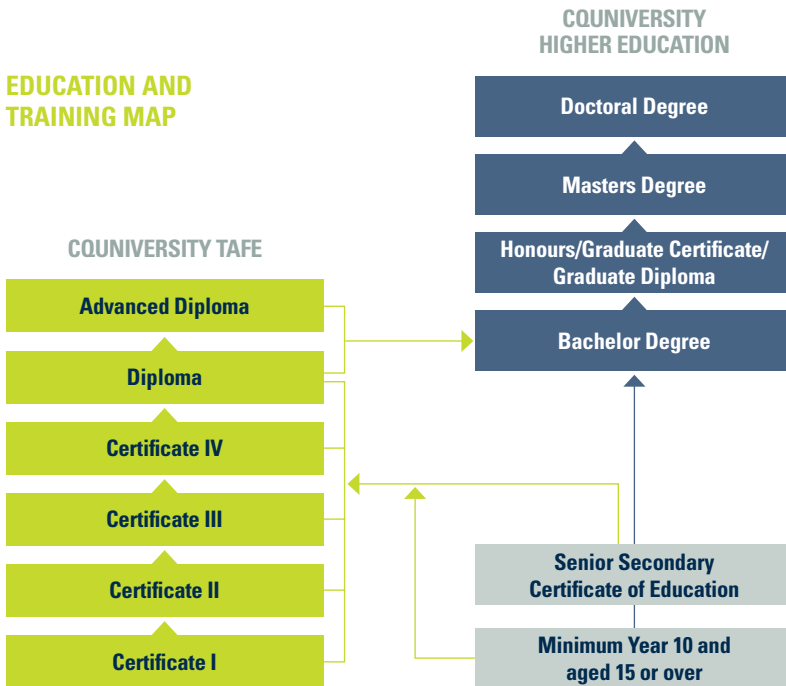 EDUCATION AND
TRAINING MAP
CQUNIVERSITY TAFE
Advanced Diploma
Diploma
Certificate IV
Certificate III
Certificate II
Certificate I
CQUNIVERSITY
HIGHER EDUCATION
Doctoral Degree
Masters Degree
Honours/Graduate Certificate/
Graduate Diploma
Bachelor Degree
Senior Secondary
Certificate of Education
Minimum Year 10 and
aged 15 or over